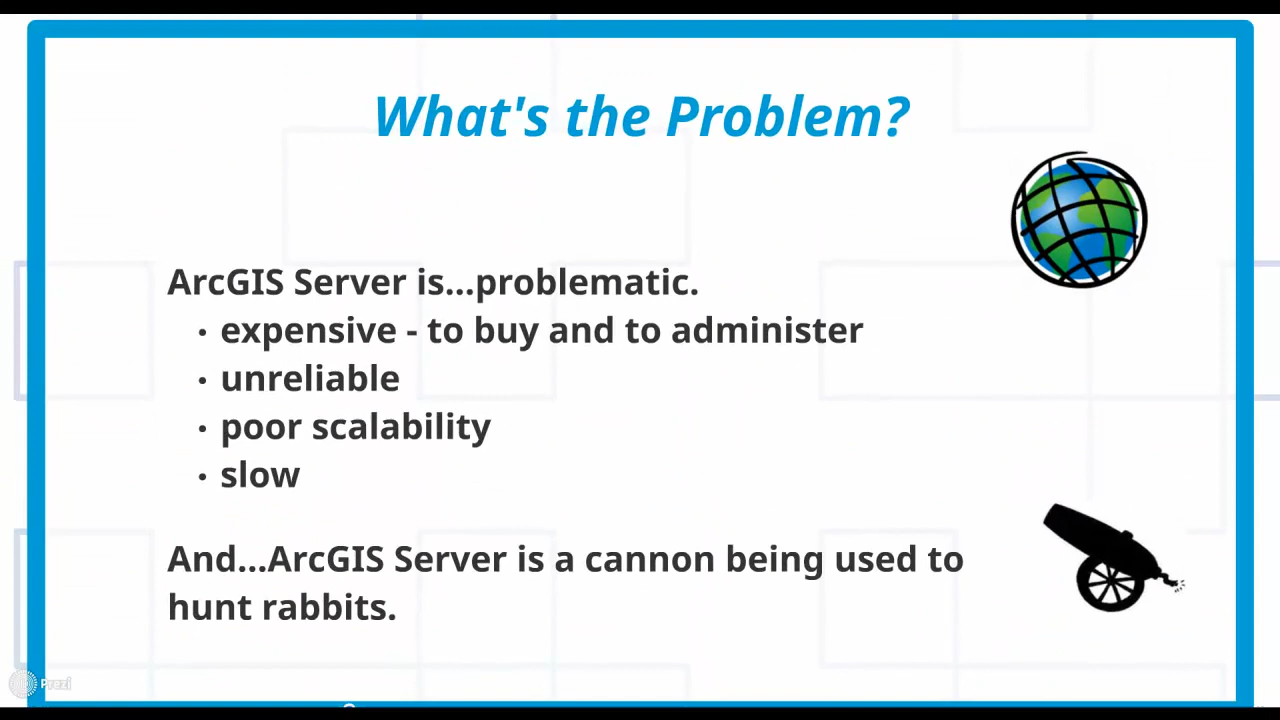 What's the Problem?
ArcGIS Server is...problematic.
• expensive - to buy and to administer
• unreliable
• poor scalability
• slow
And...ArcGIS Server is a cannon being used to
hunt rabbits.
Prezi